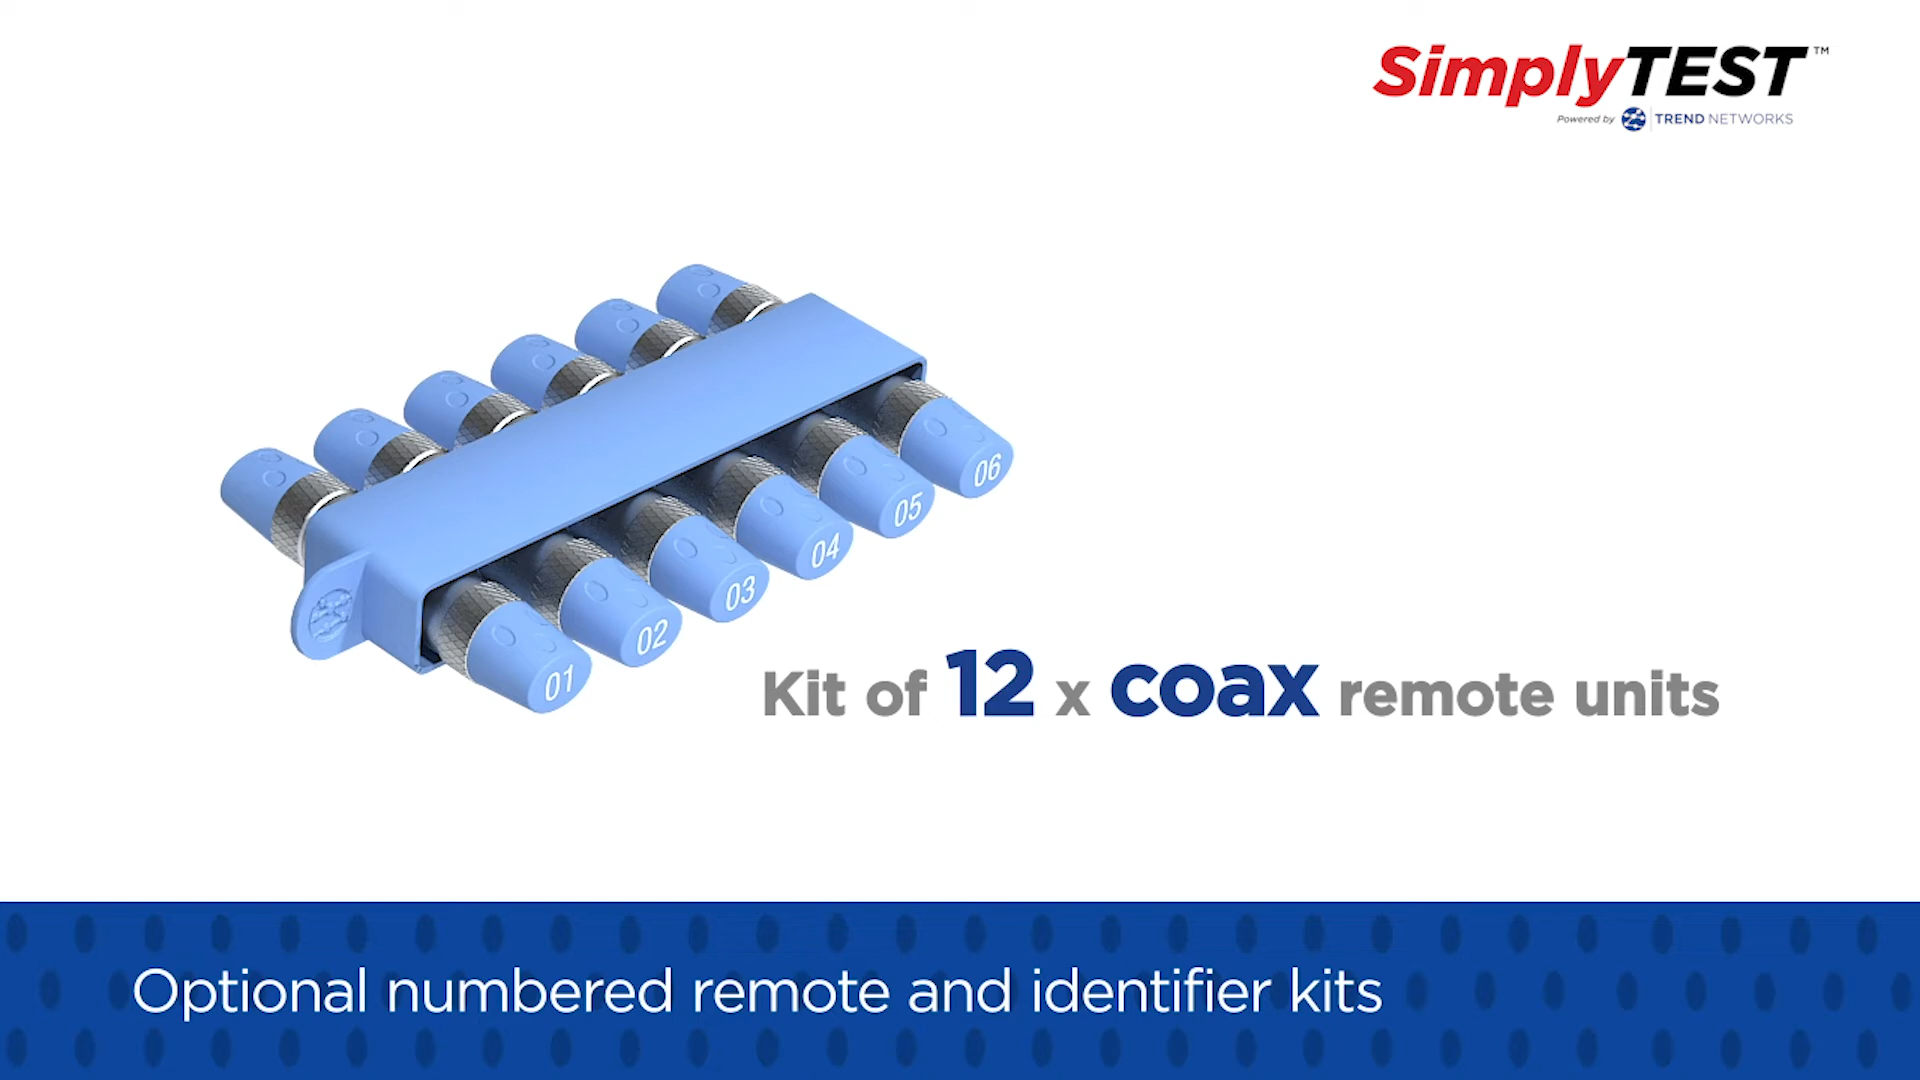 SimplyTEST™
Powered by TREND NETWORKS
06
05
04
03
02
01
Kit of 12 x coax remote units
Optional numbered remote and identifier kits